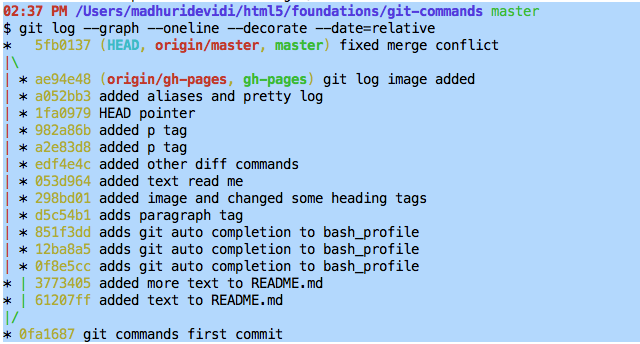 02:37 PM /Users/madhuridevidi/html5/foundations/git-commands master
$ git log --graph --oneline --decorate --date=relative
*   5fb0137 (HEAD, origin/master, master) fixed merge conflict
|\
| * ae94e48 (origin/gh-pages, gh-pages) git log image added
| * a052bb3 added aliases and pretty log
| * 1fa0979 HEAD pointer
| * 982a86b added p tag
| * a2e83d8 added p tag
| * edf4e4c added other diff commands
| * 053d964 added text read me
| * 298bd01 added image and changed some heading tags
| * d5c54b1 adds paragraph tag
| * 851f3dd adds git auto completion to bash_profile
| * 12ba8a5 adds git auto completion to bash_profile
| * 0f8e5cc adds git auto completion to bash_profile
* | 3773405 added more text to README.md
* | 61207ff added text to README.md
|/
* 0fa1687 git commands first commit